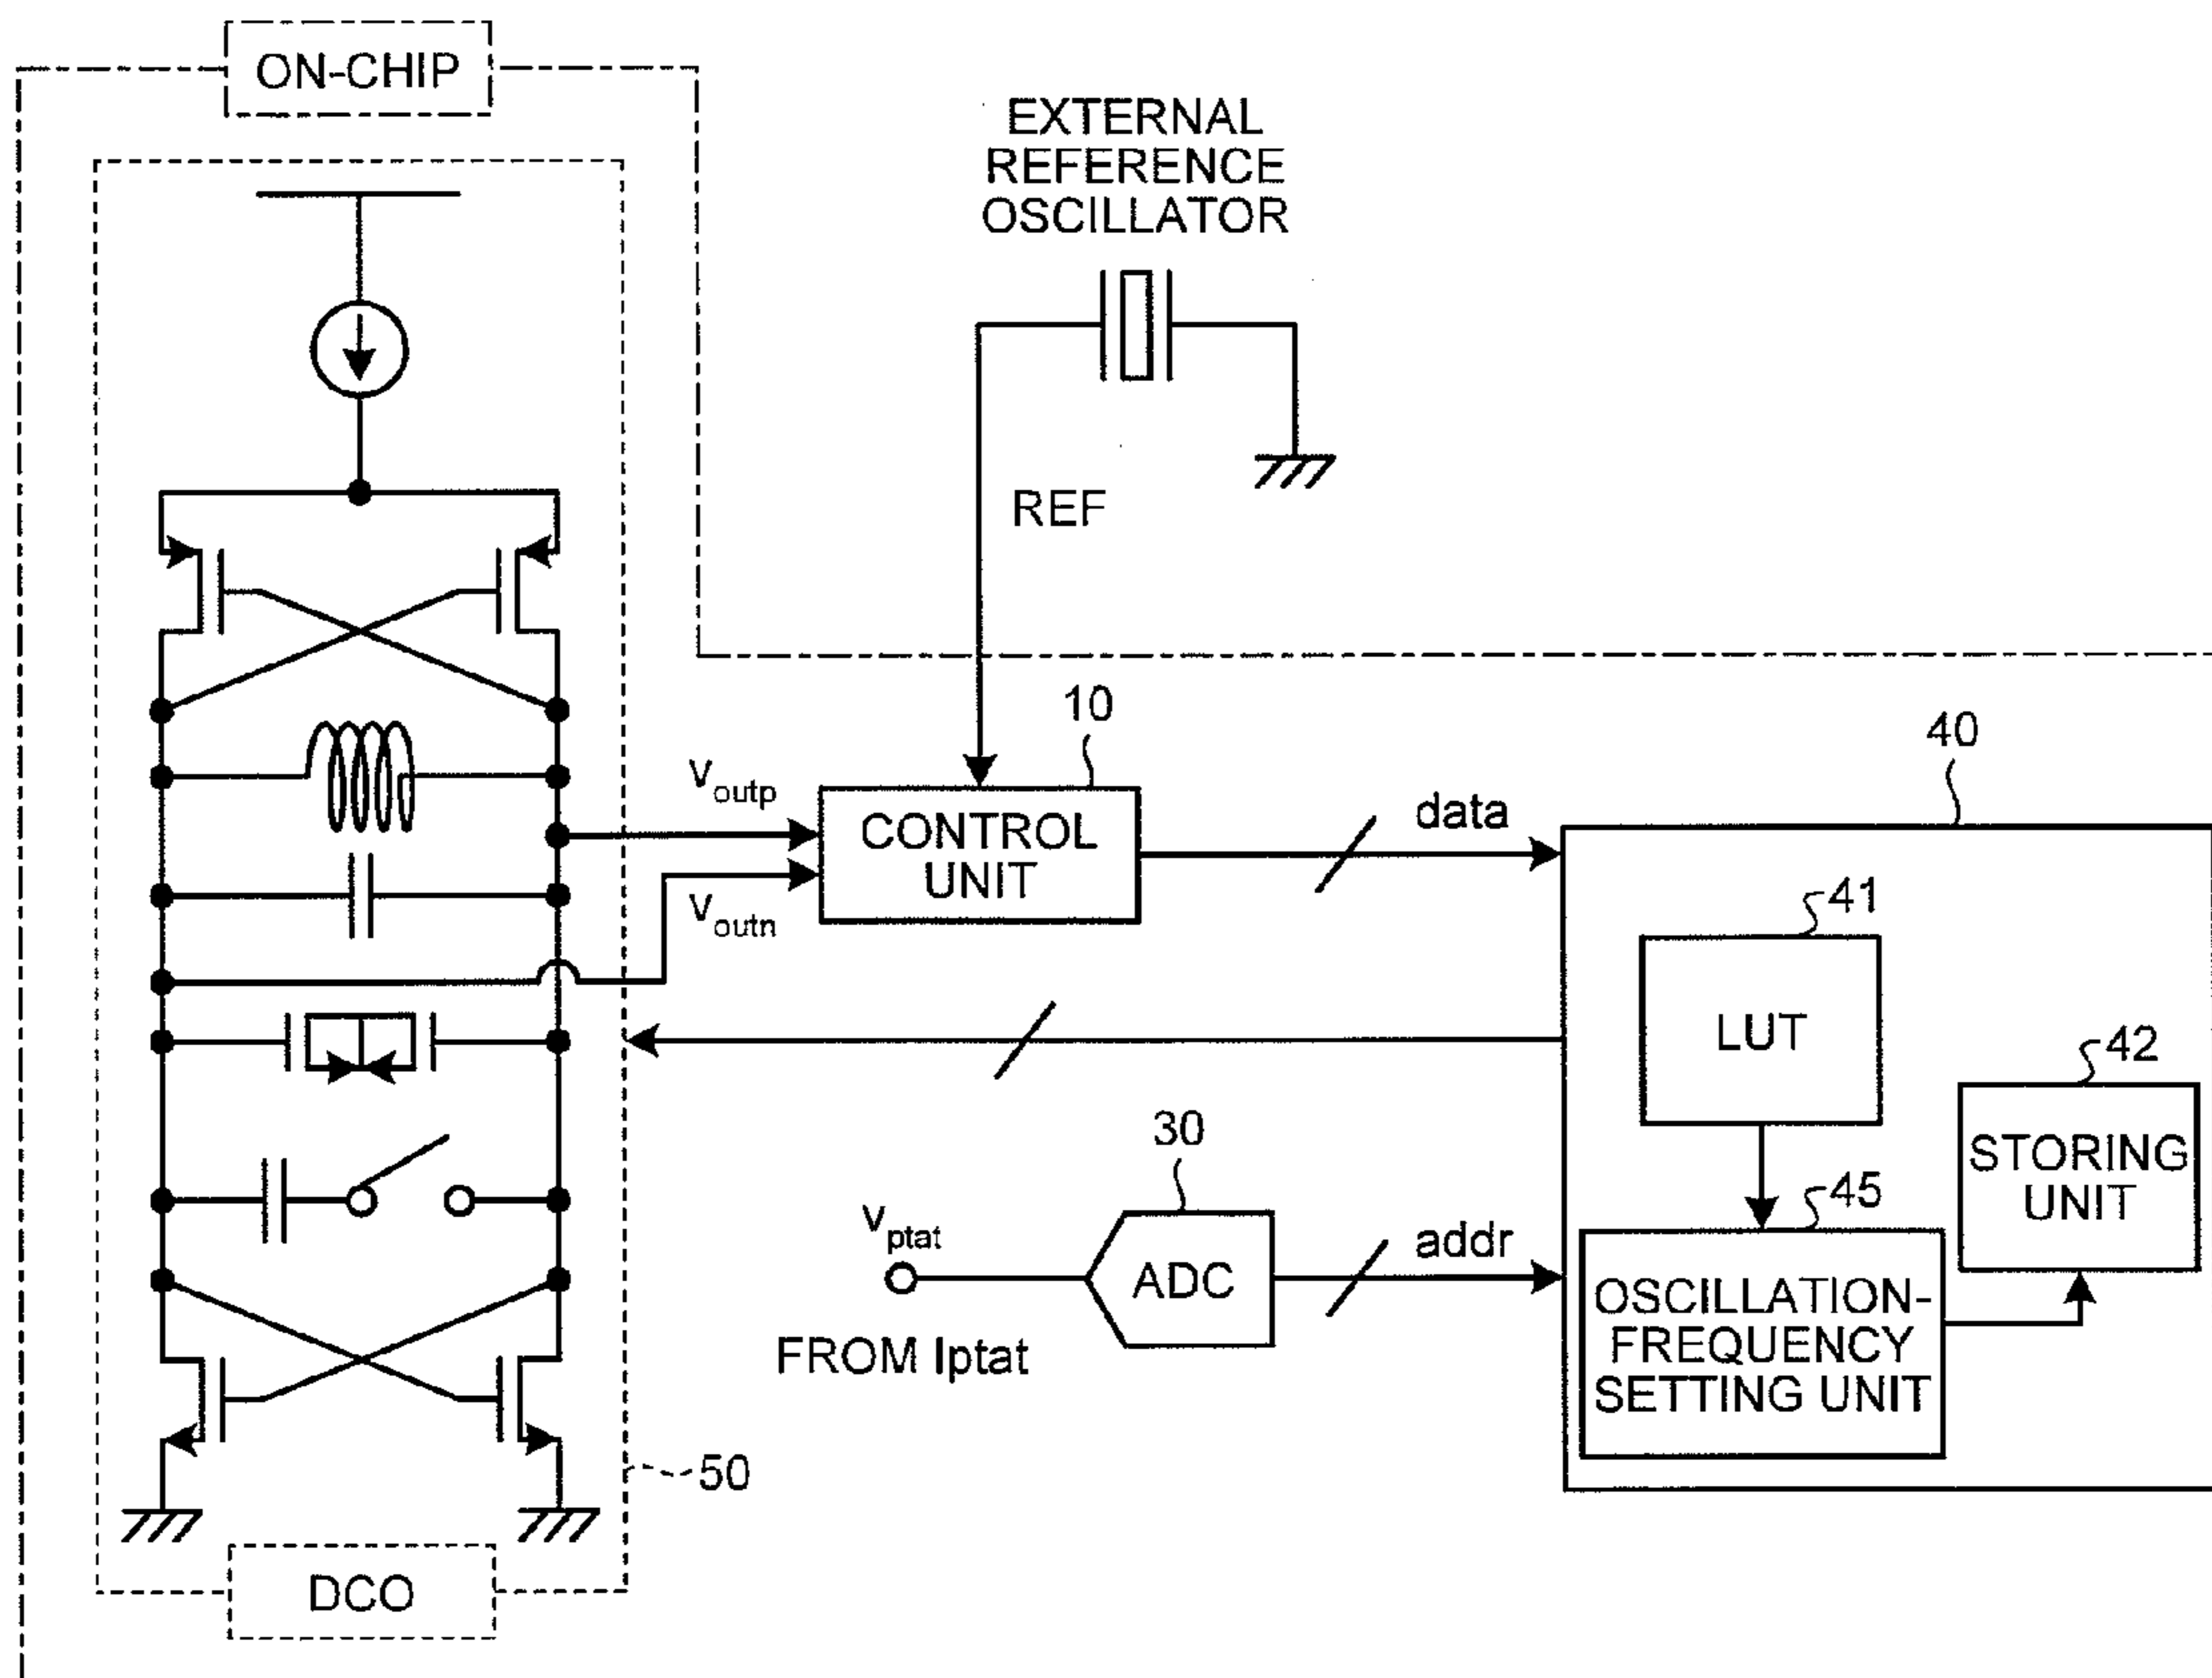 ON-CHIP
EXTERNAL
REFERENCE
OSCILLATOR
REF
10
40
Voutp
CONTROL
UNIT
data
Voutn
41
LUT
42
STORING
UNIT
30
45
Vptat
ADC
addr
OSCILLATION-
FREQUENCY
SETTING UNIT
FROM Iptat
50
DCO